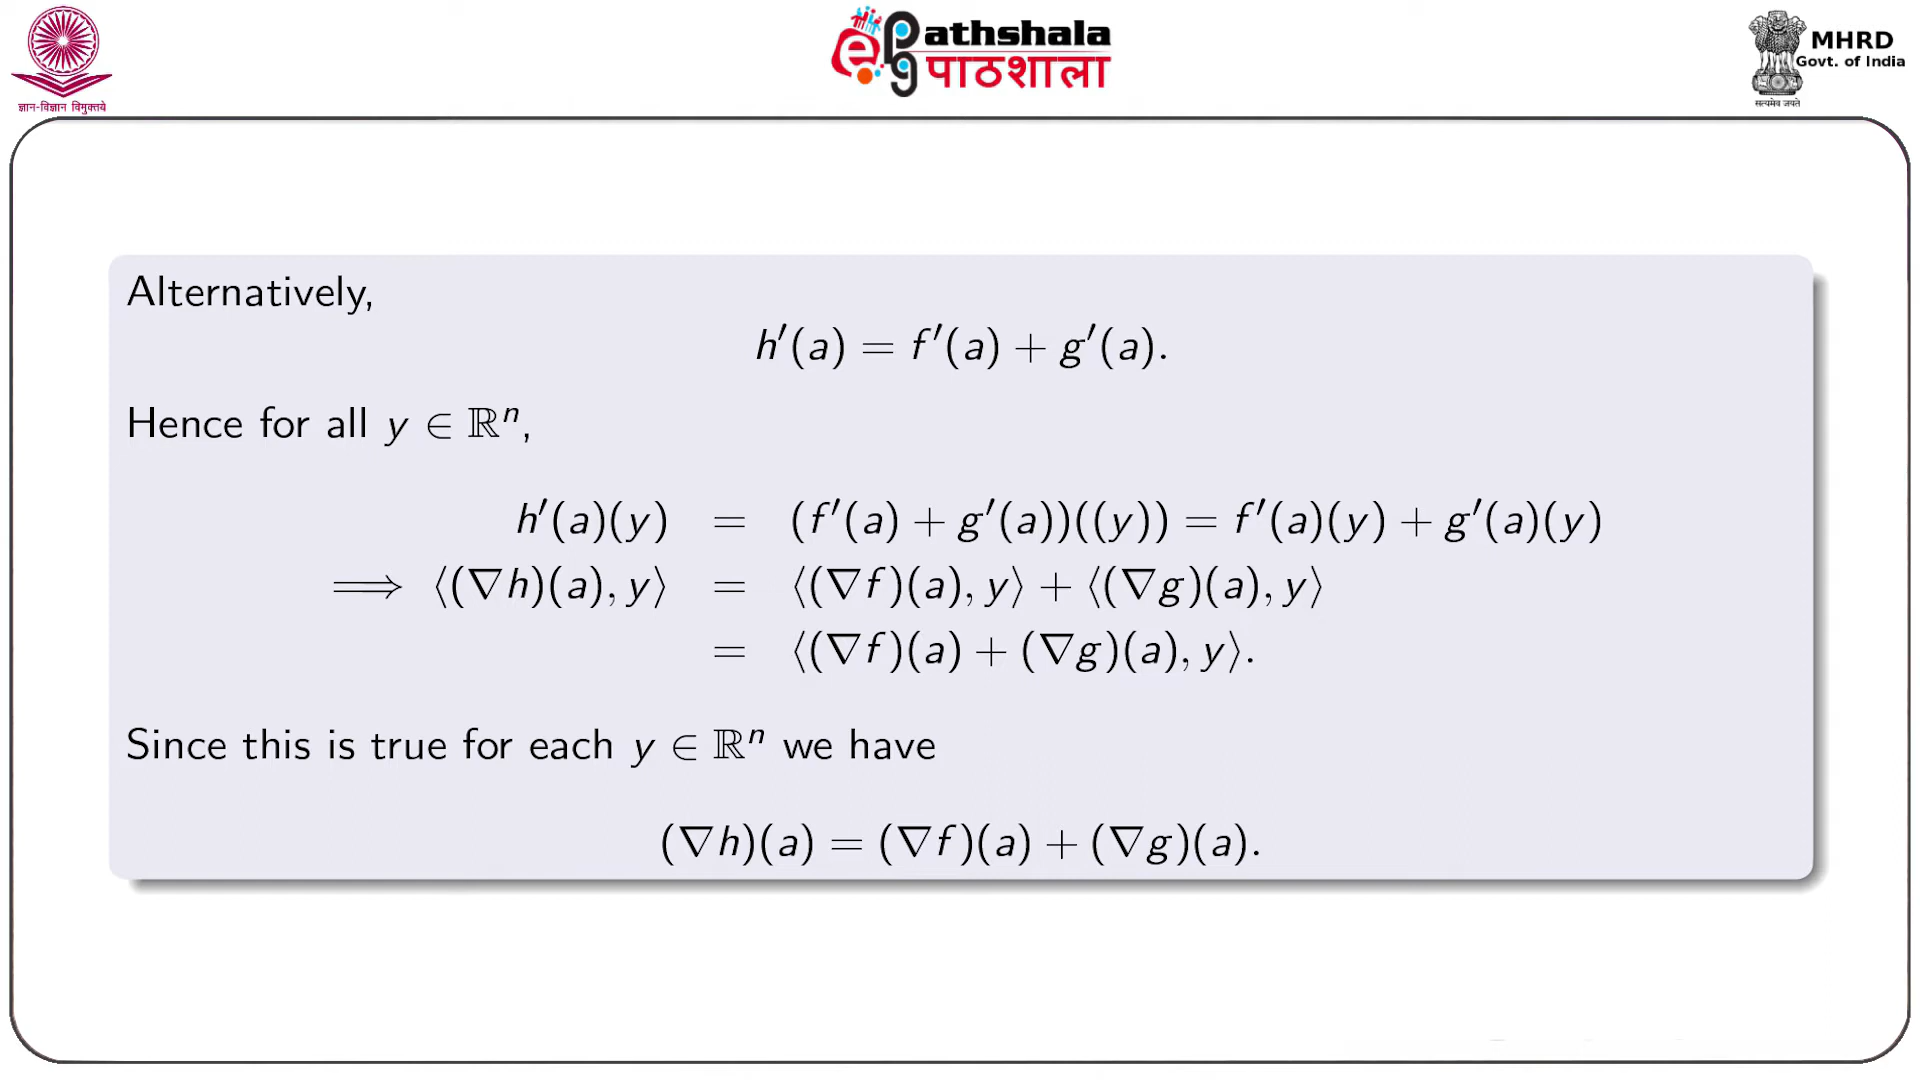 ज्ञान-विज्ञान विमुक्तये
ePathshala
पाठशाला
MHRD
Govt. of India
सत्यमेव जयते
Alternatively,
h′(a) = f′(a) + g′(a).
Hence for all y ∈ ℝⁿ,
h′(a)(y) = (f′(a) + g′(a))((y)) = f′(a)(y) + g′(a)(y)
⟹ ⟨(∇h)(a), y⟩ = ⟨(∇f)(a), y⟩ + ⟨(∇g)(a), y⟩
= ⟨(∇f)(a) + (∇g)(a), y⟩.
Since this is true for each y ∈ ℝⁿ we have
(∇h)(a) = (∇f)(a) + (∇g)(a).